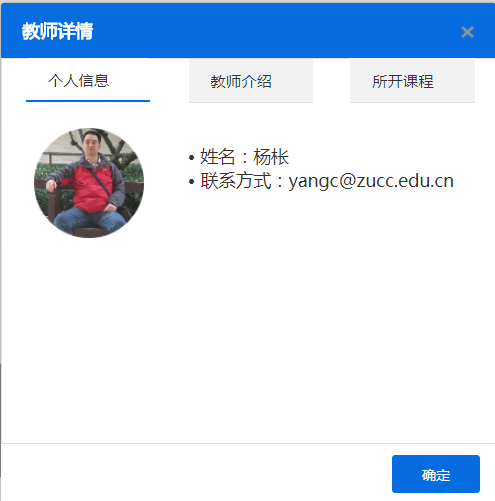 教师详情
×
个人信息
教师介绍
所开课程
• 姓名：杨枨
• 联系方式：yangc@zucc.edu.cn
确定